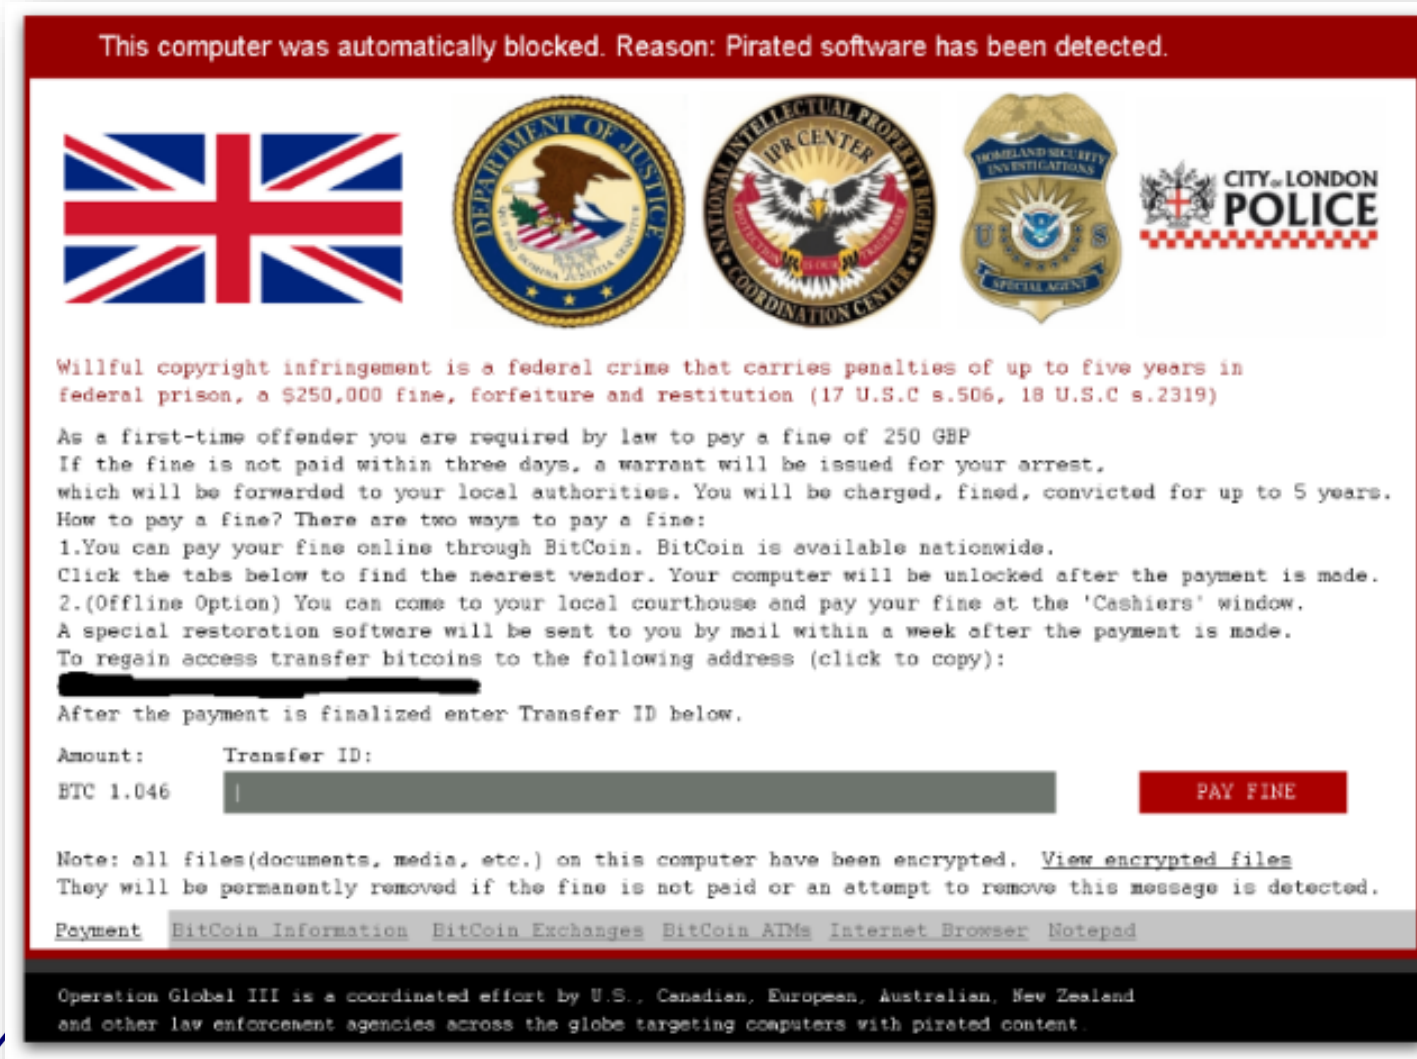 This computer was automatically blocked. Reason: Pirated software has been detected.
DEPARTMENT OF JUSTICE
QUI PRO DOMINA JUSTITIA SEQUITUR
NATIONAL INTELLECTUAL PROPERTY RIGHTS COORDINATION CENTER
IPR CENTER
PROTECTION IS OUR TRADEMARK
HOMELAND SECURITY
INVESTIGATIONS
U S
SPECIAL AGENT
CITY OF LONDON
POLICE
Willful copyright infringement is a federal crime that carries penalties of up to five years in
federal prison, a $250,000 fine, forfeiture and restitution (17 U.S.C s.506, 18 U.S.C s.2319)
As a first-time offender you are required by law to pay a fine of 250 GBP
If the fine is not paid within three days, a warrant will be issued for your arrest,
which will be forwarded to your local authorities. You will be charged, fined, convicted for up to 5 years.
How to pay a fine? There are two ways to pay a fine:
1.You can pay your fine online through BitCoin. BitCoin is available nationwide.
Click the tabs below to find the nearest vendor. Your computer will be unlocked after the payment is made.
2.(Offline Option) You can come to your local courthouse and pay your fine at the 'Cashiers' window.
A special restoration software will be sent to you by mail within a week after the payment is made.
To regain access transfer bitcoins to the following address (click to copy):
After the payment is finalized enter Transfer ID below.
Amount: Transfer ID:
BTC 1.046 PAY FINE
Note: all files(documents, media, etc.) on this computer have been encrypted. View encrypted files
They will be permanently removed if the fine is not paid or an attempt to remove this message is detected.
Payment BitCoin Information BitCoin Exchanges BitCoin ATMs Internet Browser Notepad
Operation Global III is a coordinated effort by U.S., Canadian, European, Australian, New Zealand
and other law enforcement agencies across the globe targeting computers with pirated content.